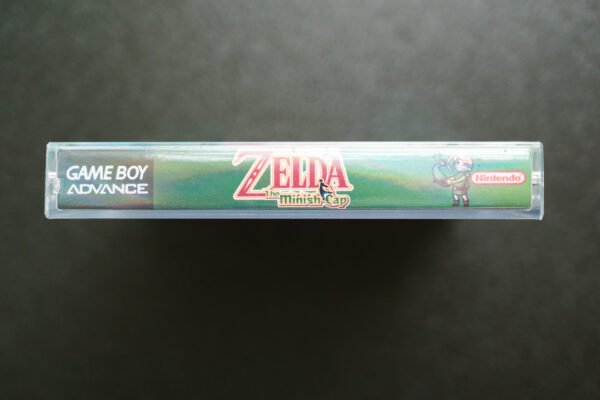 GAME BOY
ADVANCE
ZELDA
The Minish Cap
Nintendo